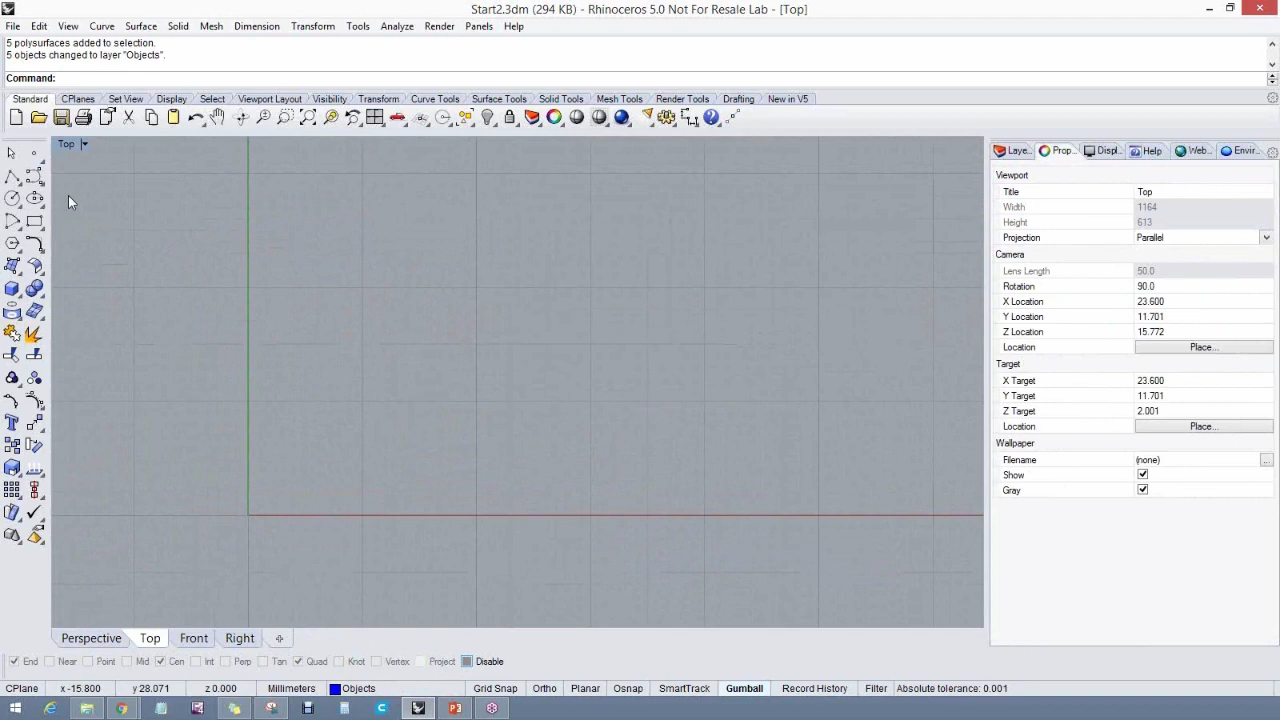 Start2.3dm (294 KB) - Rhinoceros 5.0 Not For Resale Lab - [Top]
File Edit View Curve Surface Solid Mesh Dimension Transform Tools Analyze Render Panels Help
5 polysurfaces added to selection.
5 objects changed to layer "Objects".
Command:
Standard CPlanes Set View Display Select Viewport Layout Visibility Transform Curve Tools Surface Tools Solid Tools Mesh Tools Render Tools Drafting New in V5
Top
Laye... Prop... Displ... Help Web... Envir...
Viewport
Title Top
Width 1164
Height 613
Projection Parallel
Camera
Lens Length 50.0
Rotation 90.0
X Location 23.600
Y Location 11.701
Z Location 15.772
Location Place...
Target
X Target 23.600
Y Target 11.701
Z Target 2.001
Location Place...
Wallpaper
Filename (none) ...
Show
Gray
Perspective Top Front Right
End Near Point Mid Cen Int Perp Tan Quad Knot Vertex Project Disable
CPlane x -15.800 y 28.071 z 0.000 Millimeters Objects Grid Snap Ortho Planar Osnap SmartTrack Gumball Record History Filter Absolute tolerance: 0.001